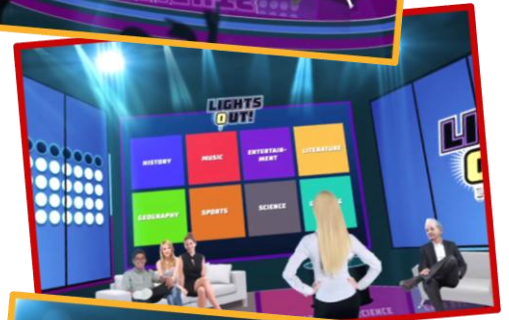 LIGHTS
OUT!
HISTORY
MUSIC
ENTERTAIN-
MENT
LITERATURE
GEOGRAPHY
SPORTS
SCIENCE
SCIENCE